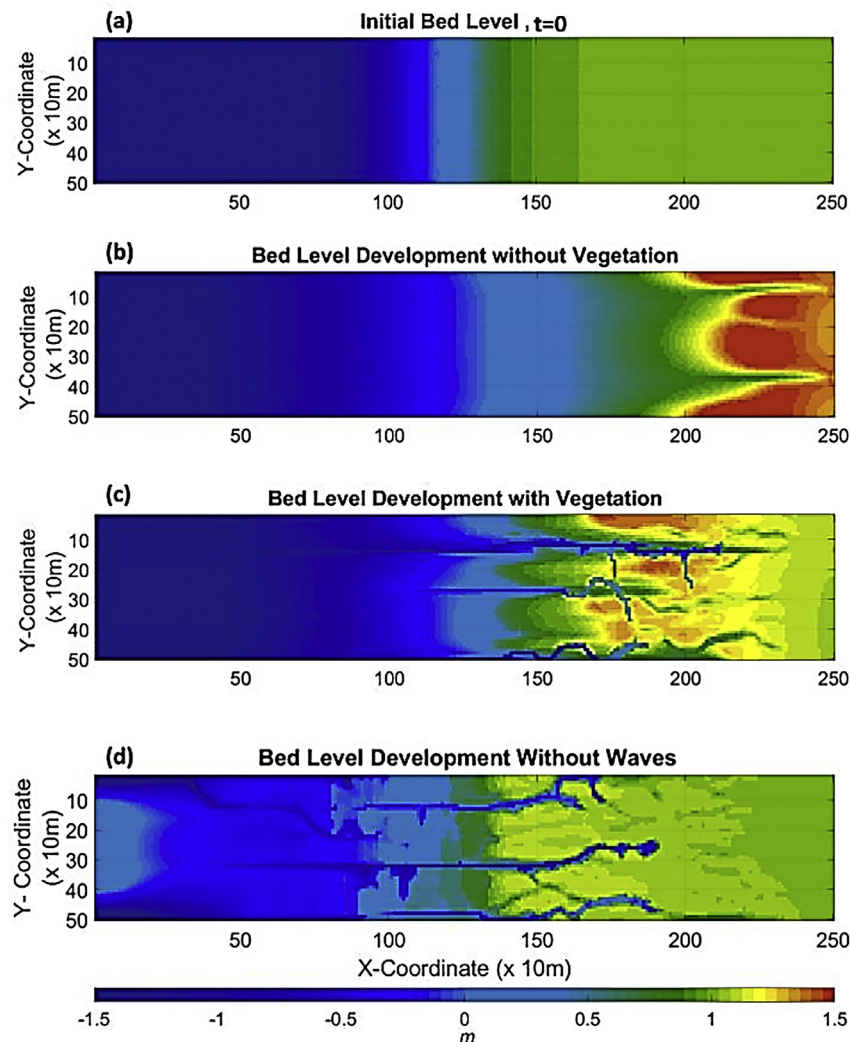 (a) Initial Bed Level , t=0
Y-Coordinate
(x 10m)
10
20
30
40
50
50 100 150 200 250
(b) Bed Level Development without Vegetation
Y-Coordinate
(x 10m)
10
20
30
40
50
50 100 150 200 250
(c) Bed Level Development with Vegetation
Y-Coordinate
(x 10m)
10
20
30
40
50
50 100 150 200 250
(d) Bed Level Development Without Waves
Y- Coordinate
(x 10m)
10
20
30
40
50
50 100 150 200 250
X-Coordinate (x 10m)
-1.5 -1 -0.5 0 0.5 1 1.5
m